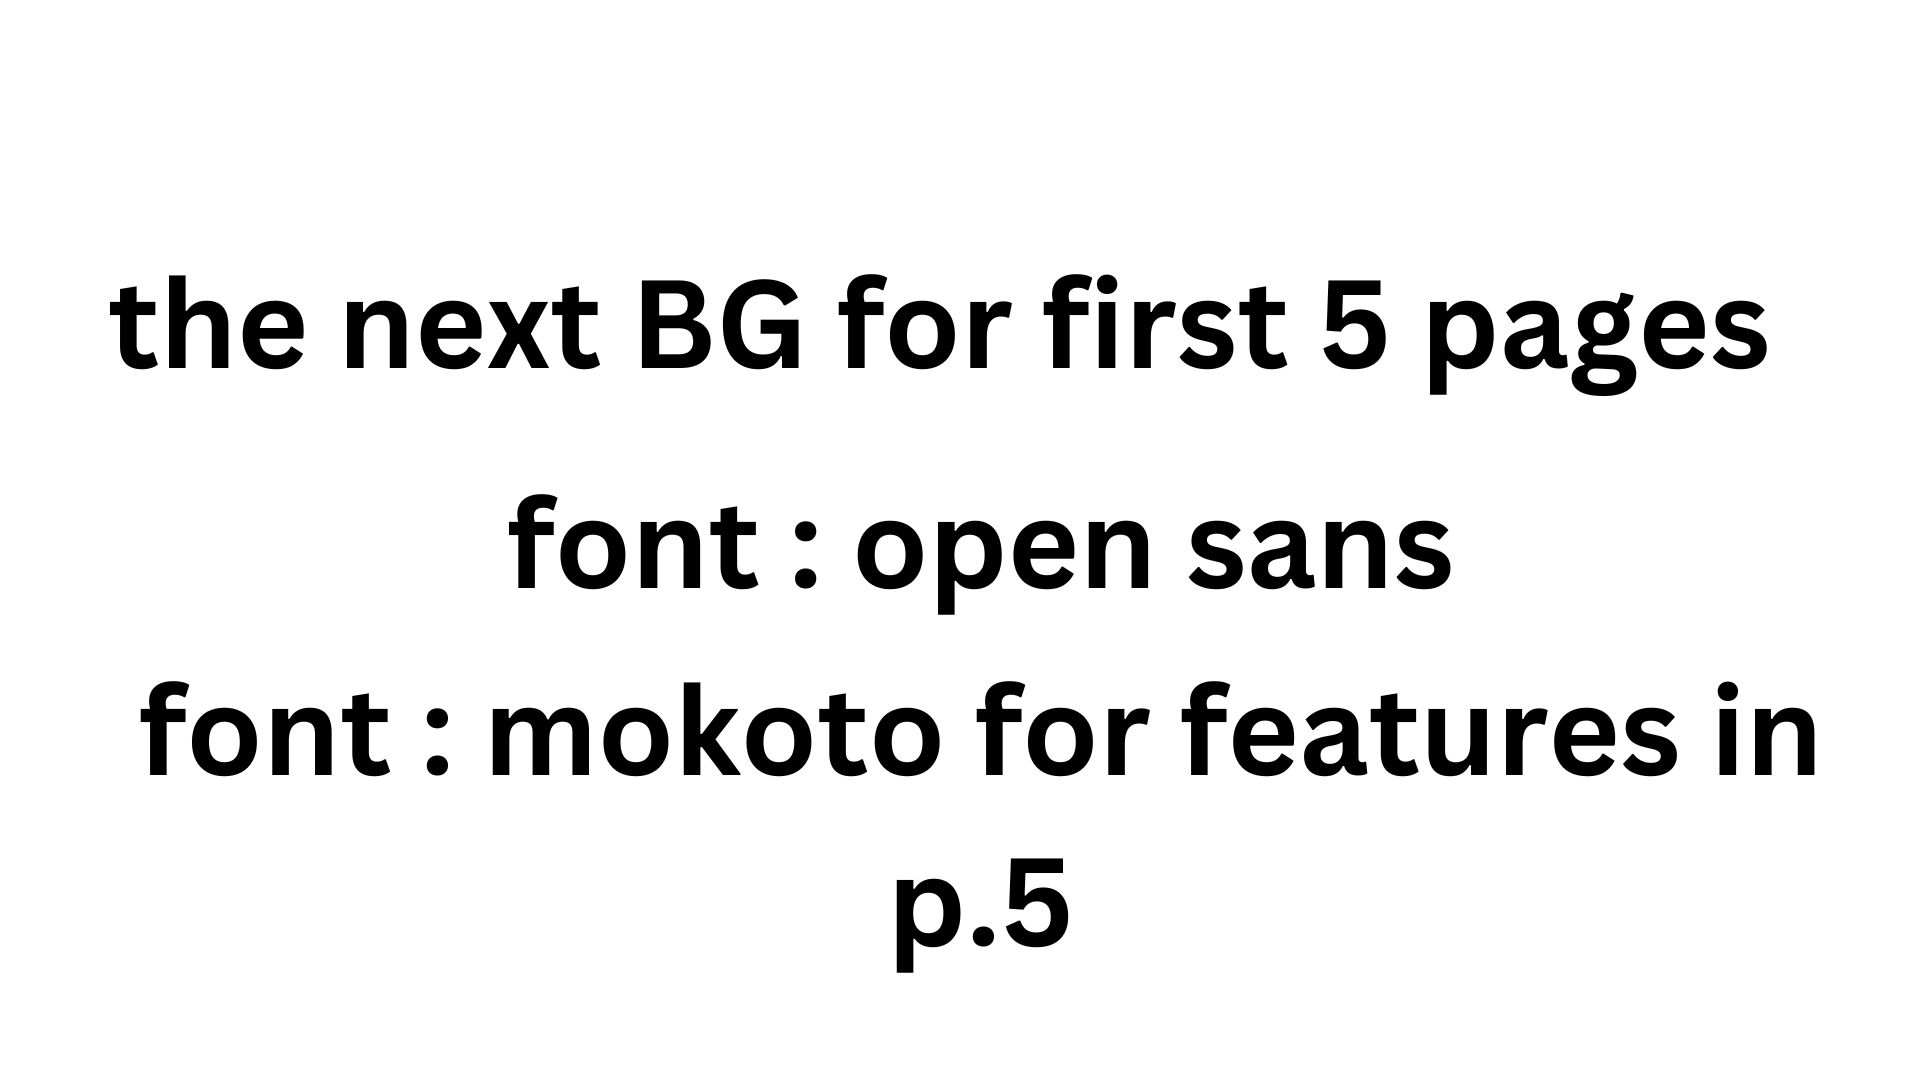 the next BG for first 5 pages
font : open sans
font : mokoto for features in
p.5